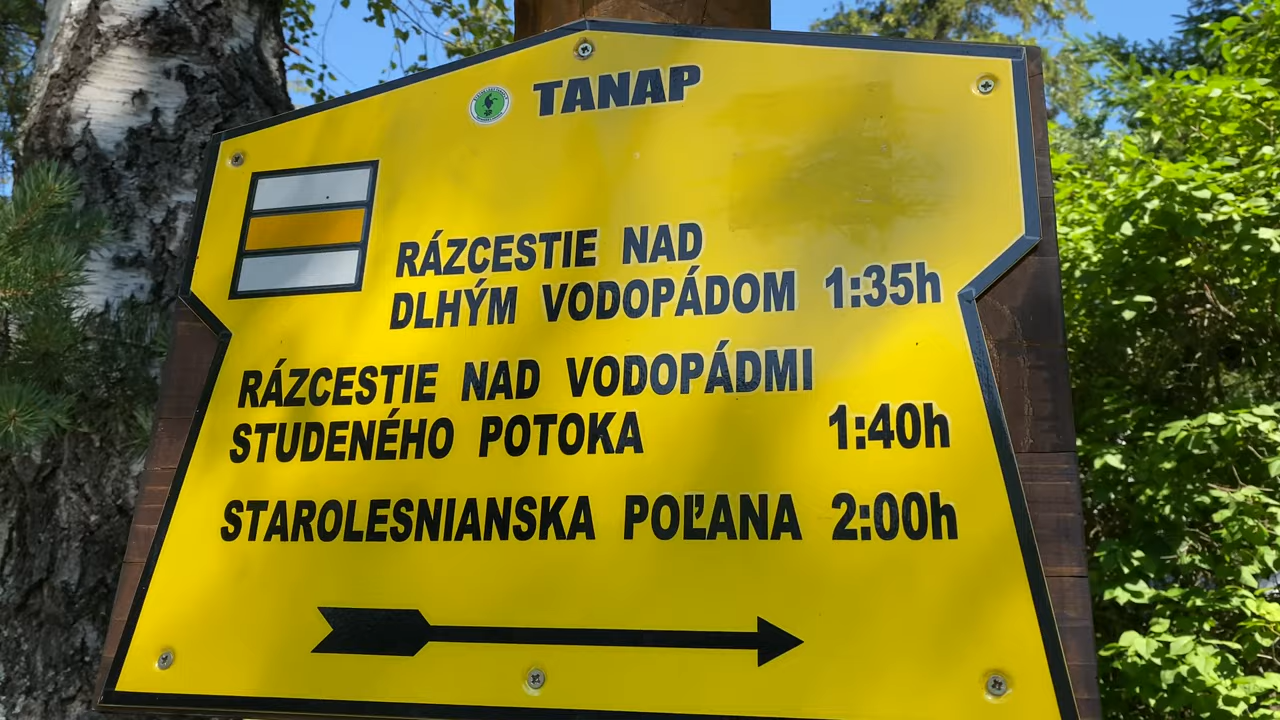 TANAP
RÁZCESTIE NAD
DLHÝM VODOPÁDOM 1:35h
RÁZCESTIE NAD VODOPÁDMI
STUDENÉHO POTOKA 1:40h
STAROLESNIANSKA POĽANA 2:00h